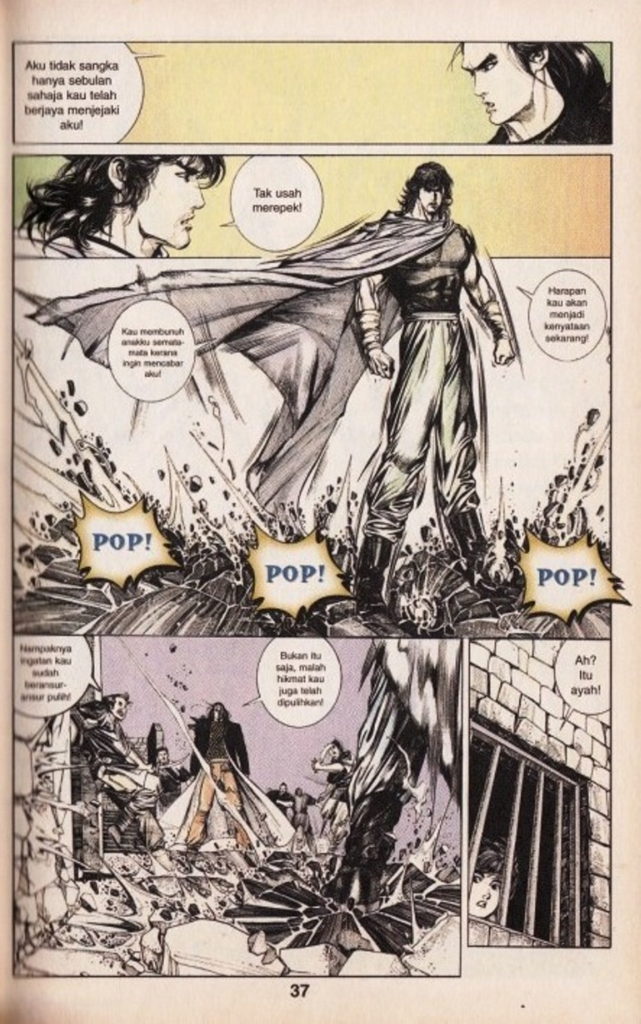 Aku tidak sangka
hanya sebulan
sahaja kau telah
berjaya menjejaki
aku!
Tak usah
merepek!
Kau membunuh
anakku semata-
mata kerana
ingin mencabar
aku!
Harapan
kau akan
menjadi
kenyataan
sekarang!
POP!
POP!
POP!
Nampaknya
ingatan kau
sudah
beransur-
ansur pulih!
Bukan itu
saja, malah
hikmat kau
juga telah
dipulihkan!
Ah?
Itu
ayah!
37